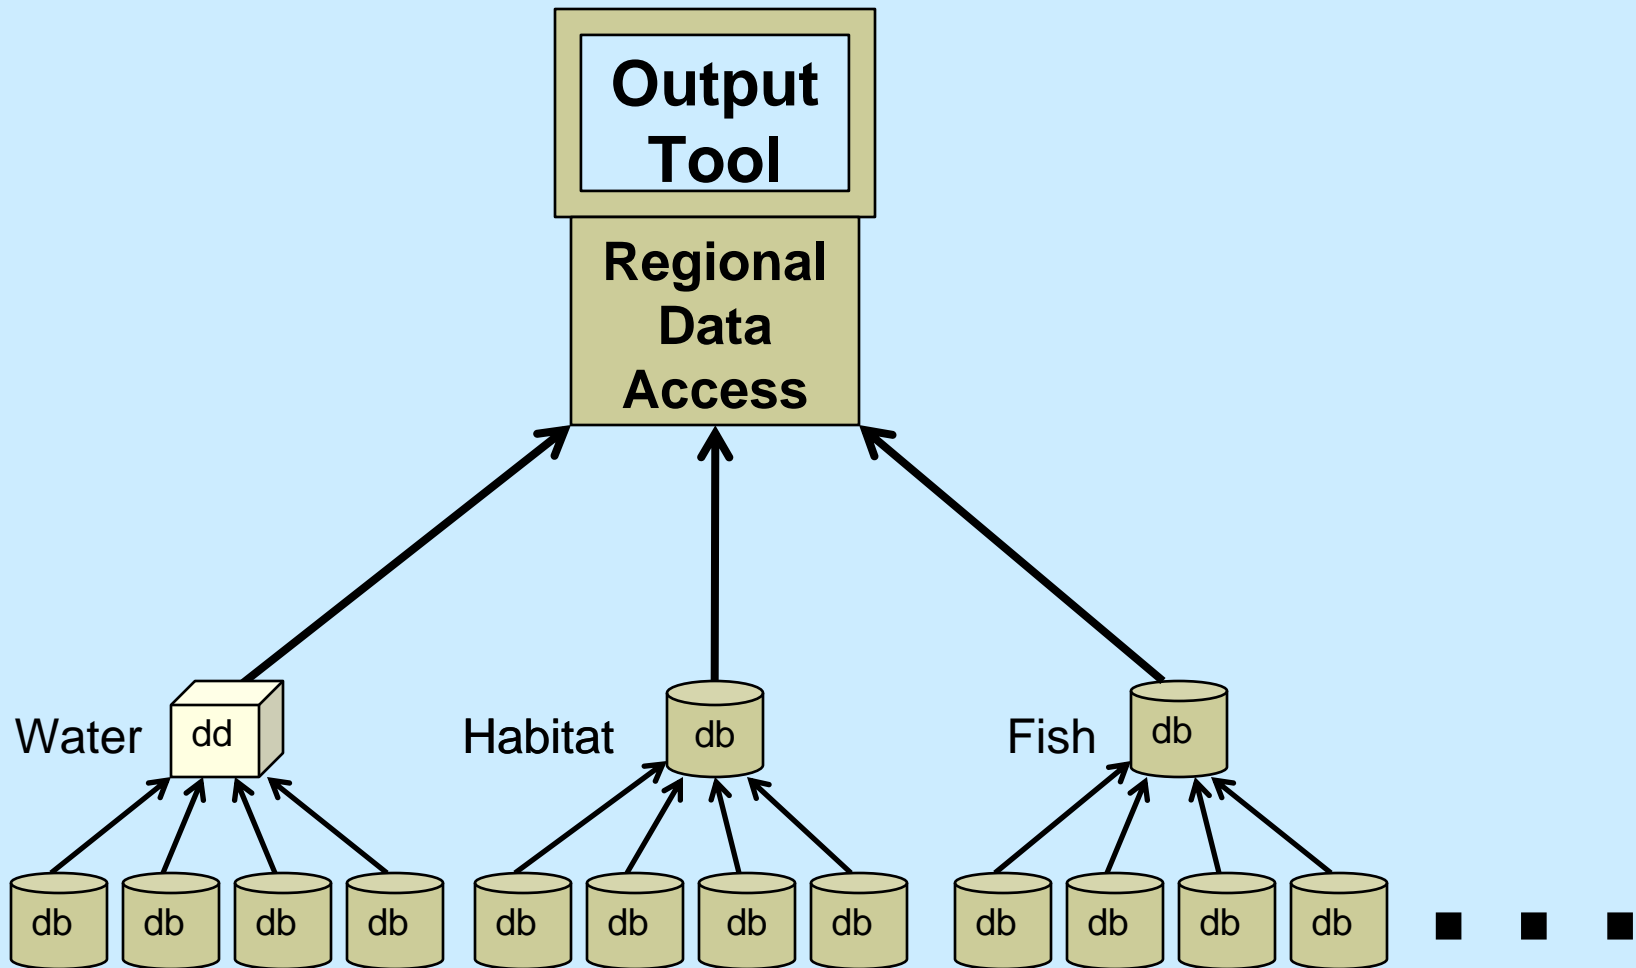 Output
Tool
Regional
Data
Access
Water dd Habitat db Fish db
db db db db db db db db db db db db